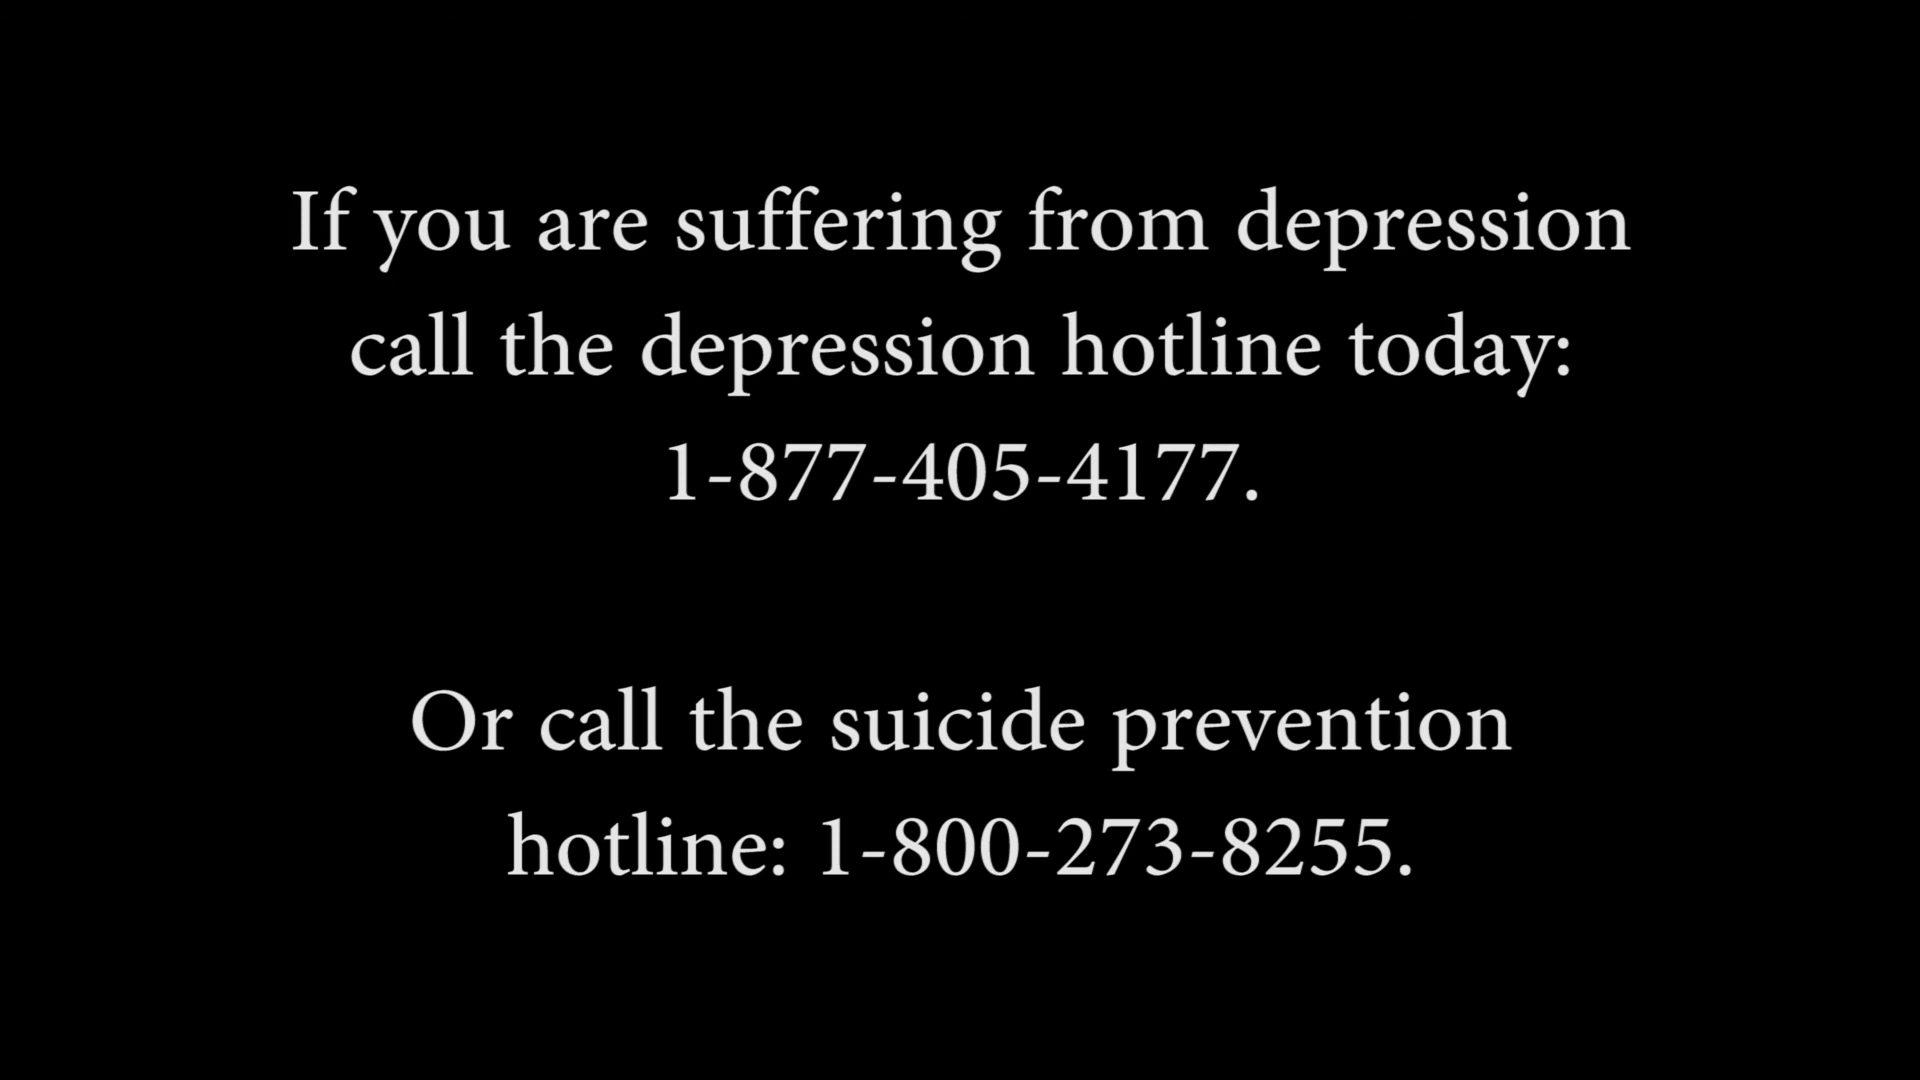 If you are suffering from depression
call the depression hotline today:
1-877-405-4177.
Or call the suicide prevention
hotline: 1-800-273-8255.